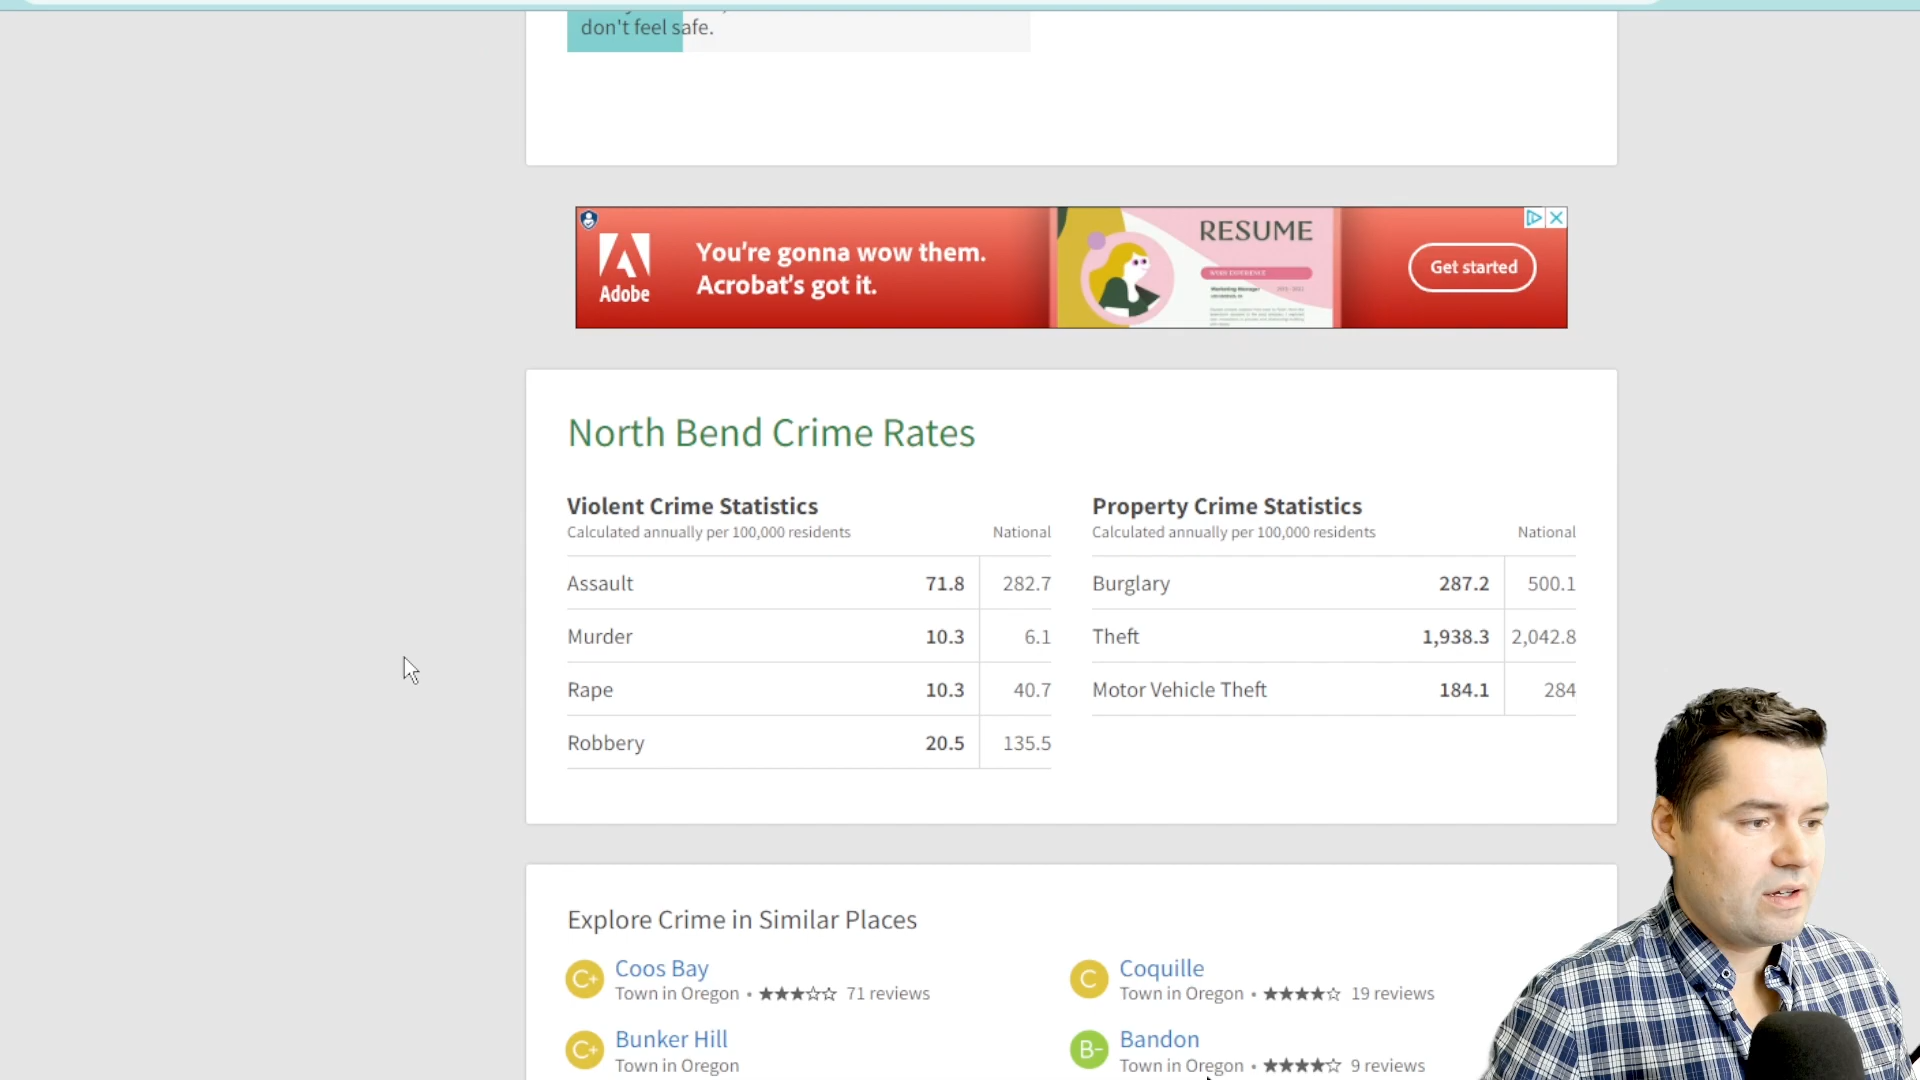 don't feel safe.
Adobe
You're gonna wow them.
Acrobat's got it.
RESUME
WORK EXPERIENCE
Marketing Manager
Get started
North Bend Crime Rates
Violent Crime Statistics
Calculated annually per 100,000 residents National
Assault 71.8 282.7
Murder 10.3 6.1
Rape 10.3 40.7
Robbery 20.5 135.5
Property Crime Statistics
Calculated annually per 100,000 residents National
Burglary 287.2 500.1
Theft 1,938.3 2,042.8
Motor Vehicle Theft 184.1 284
Explore Crime in Similar Places
C+ Coos Bay
Town in Oregon • ★★★☆☆ 71 reviews
C Coquille
Town in Oregon • ★★★★☆ 19 reviews
C+ Bunker Hill
Town in Oregon
B- Bandon
Town in Oregon • ★★★★☆ 9 reviews